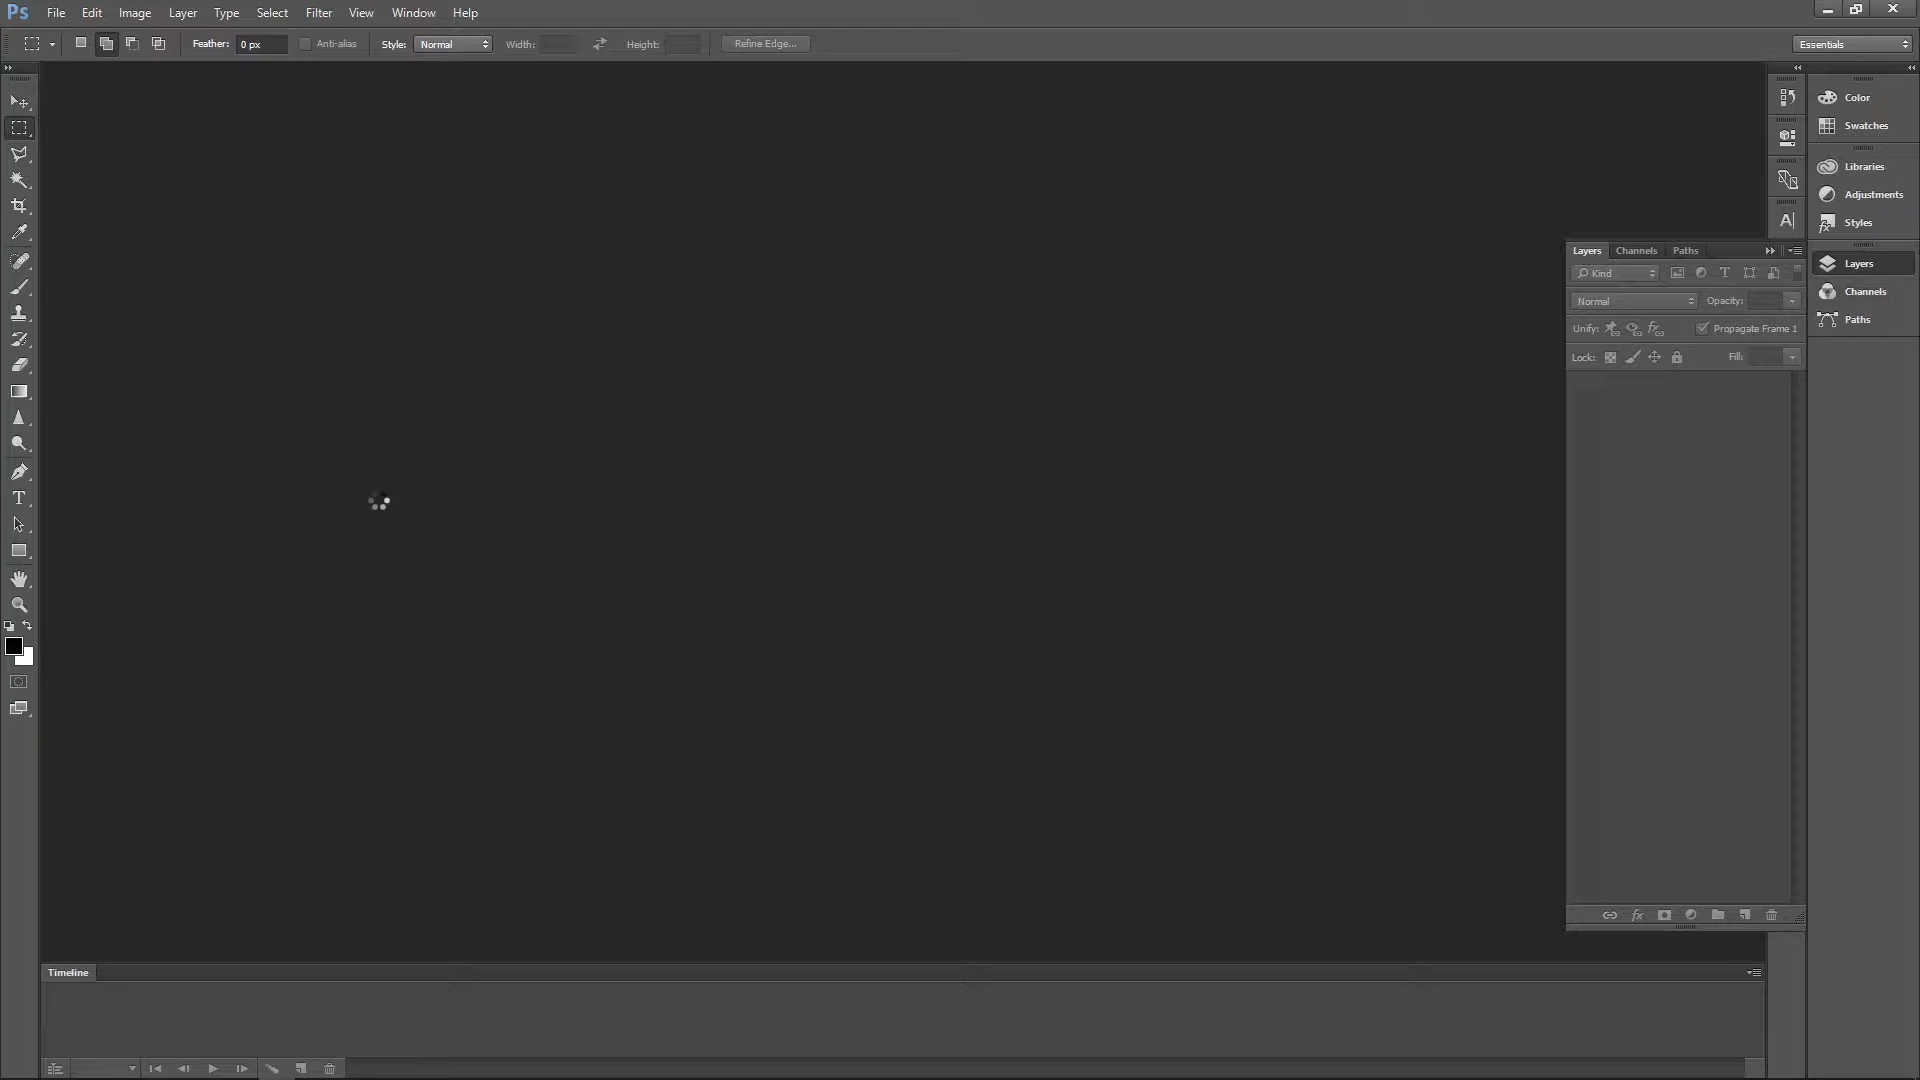 Ps File Edit Image Layer Type Select Filter View Window Help
Feather: 0 px Anti-alias Style: Normal Width: Height: Refine Edge... Essentials
Color
Swatches
Libraries
Adjustments
Styles
Layers
Channels
Paths
A
Layers Channels Paths
Kind T
Normal Opacity:
Unify: fx Propagate Frame 1
Lock: Fill:
fx
T
Timeline